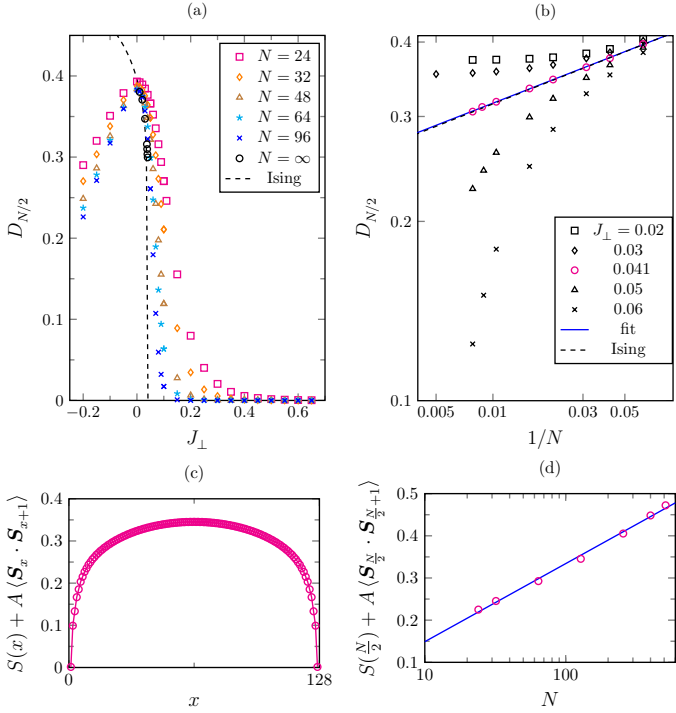 (a)
D_{N/2}
0.4
0.3
0.2
0.1
0
−0.2
0
0.2
0.4
0.6
J_⊥
N = 24
N = 32
N = 48
N = 64
N = 96
N = ∞
Ising
(b)
D_{N/2}
0.4
0.3
0.2
0.1
0.005
0.01
0.03
0.05
1/N
J_⊥ = 0.02
0.03
0.041
0.05
0.06
fit
Ising
(c)
S(x) + A ⟨S_x · S_{x+1}⟩
0.4
0.3
0.2
0.1
0
0
128
x
(d)
S(N/2) + A ⟨S_{N/2} · S_{N/2+1}⟩
0.5
0.4
0.3
0.2
0.1
10
100
N